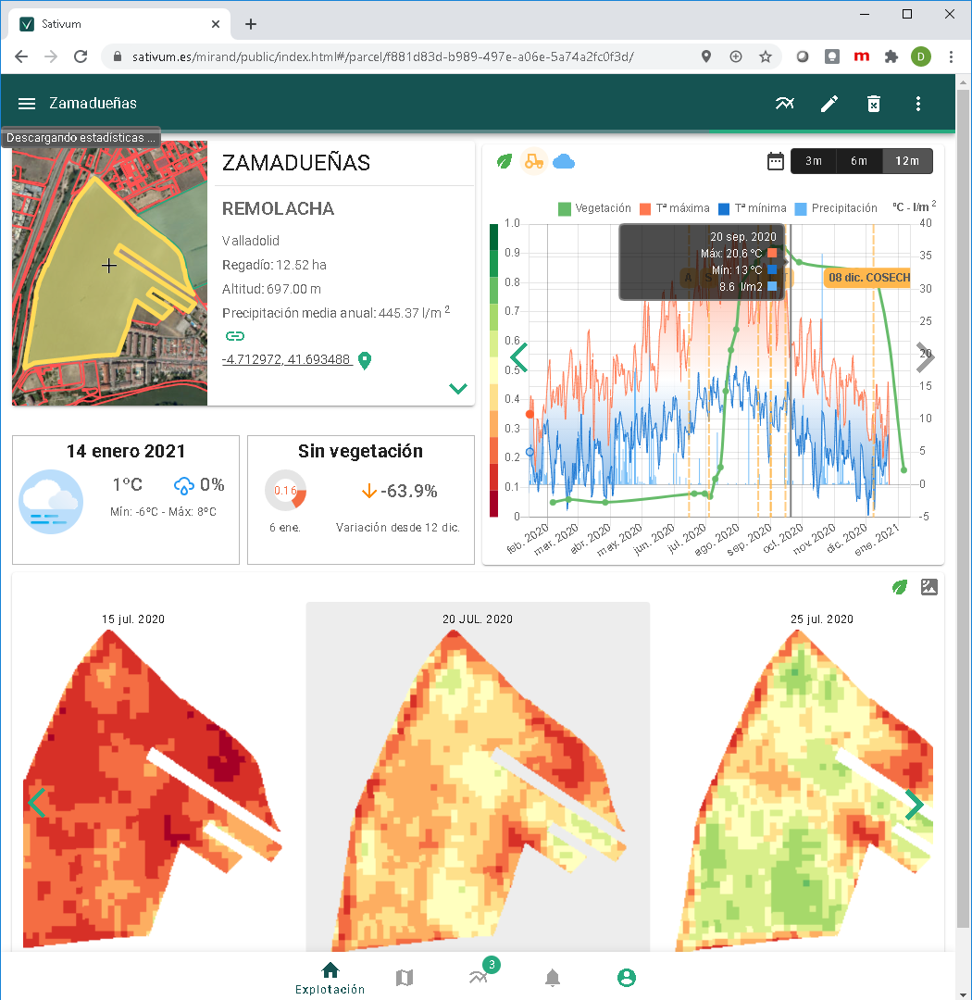 Sativum
sativum.es/mirand/public/index.html#/parcel/f881d83d-b989-497e-a06e-5a74a2fc0f3d/
m
D
Zamadueñas
Descargando estadísticas ...
ZAMADUEÑAS
REMOLACHA
Valladolid
Regadío: 12.52 ha
Altitud: 697.00 m
Precipitación media anual: 445.37 l/m 2
-4.712972, 41.693488
3m 6m 12m
Vegetación Tª máxima Tª mínima Precipitación ºC - l/m 2
1.0
0.9
0.8
0.7
0.6
0.5
0.4
0.3
0.2
0.1
0
40
35
30
25
20
15
10
5
0
-5
20 sep. 2020
Máx: 20.6 ºC
Mín: 13 ºC
8.6 l/m2
A S T
08 dic. COSECH
feb. 2020
mar. 2020
abr. 2020
may. 2020
jun. 2020
jul. 2020
ago. 2020
sep. 2020
oct. 2020
nov. 2020
dic. 2020
ene. 2021
14 enero 2021
1ºC 0%
Mín: -6ºC - Máx: 8ºC
Sin vegetación
0.16 -63.9%
6 ene. Variación desde 12 dic.
15 jul. 2020
20 JUL. 2020
25 jul. 2020
3
Explotación